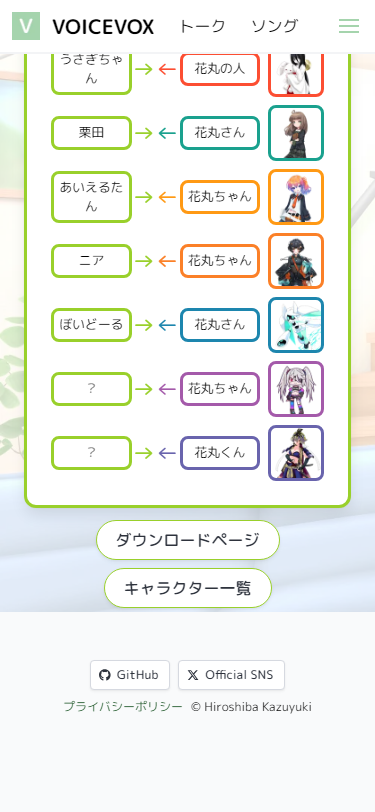 V VOICEVOX トーク ソング
うさぎちゃ
ん
花丸の人
栗田 花丸さん
あいえるた
ん
花丸ちゃん
ニア 花丸ちゃん
ぼいどーる 花丸さん
? 花丸ちゃん
? 花丸くん
ダウンロードページ
キャラクター一覧
GitHub Official SNS
プライバシーポリシー © Hiroshiba Kazuyuki